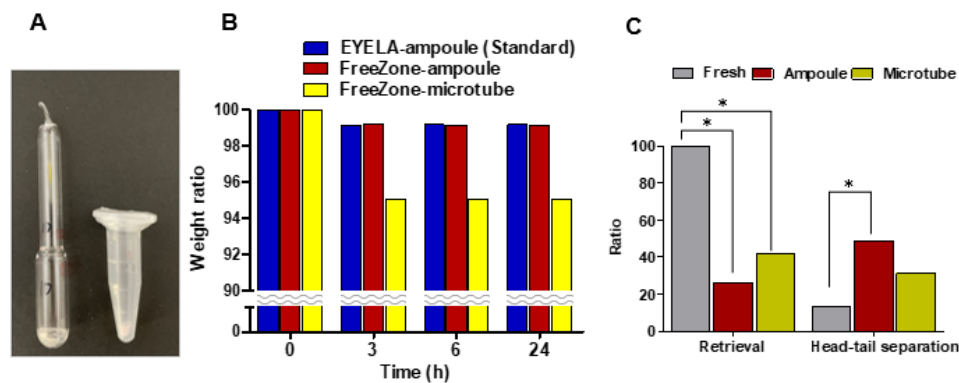 A
B
C
EYELA-ampoule (Standard)
FreeZone-ampoule
FreeZone-microtube
Fresh Ampoule Microtube
Weight ratio
100
98
96
94
92
90
0
0 3 6 24
Time (h)
Ratio
100
80
60
40
20
0
* * *
Retrieval Head-tail separation